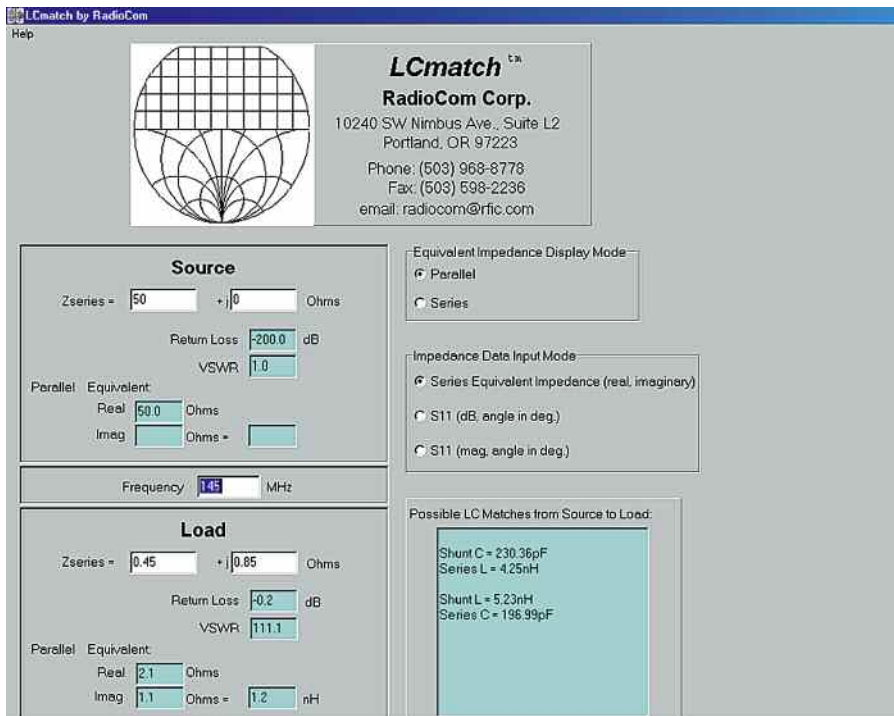 LCmatch by RadioCom
Help
LCmatch tm
RadioCom Corp.
10240 SW Nimbus Ave., Suite L2
Portland, OR 97223
Phone: (503) 968-8778
Fax: (503) 598-2236
email: radiocom@rfic.com
Source
Zseries = 50 + j 0 Ohms
Return Loss -200.0 dB
VSWR 1.0
Parallel Equivalent:
Real 50.0 Ohms
Imag Ohms =
Frequency 145 MHz
Load
Zseries = 0.45 + j 0.85 Ohms
Return Loss -0.2 dB
VSWR 111.1
Parallel Equivalent:
Real 2.1 Ohms
Imag 1.1 Ohms = 1.2 nH
Equivalent Impedance Display Mode
Parallel
Series
Impedance Data Input Mode
Series Equivalent Impedance (real, imaginary)
S11 (dB, angle in deg.)
S11 (mag, angle in deg.)
Possible LC Matches from Source to Load:
Shunt C = 230.36pF
Series L = 4.25nH
Shunt L = 5.23nH
Series C = 196.99pF